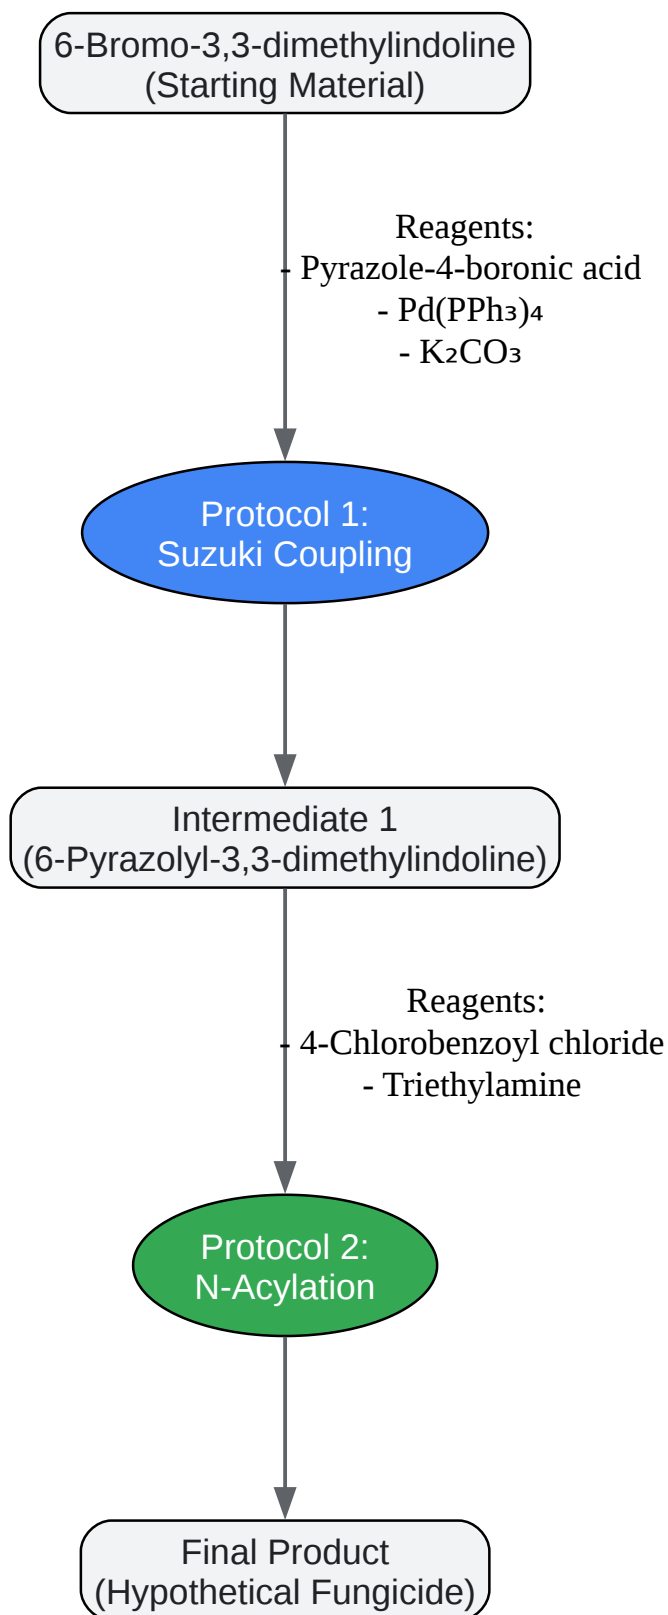 6-Bromo-3,3-dimethylindoline
(Starting Material)
Reagents:
- Pyrazole-4-boronic acid
- Pd(PPh₃)₄
- K₂CO₃
Protocol 1:
Suzuki Coupling
Intermediate 1
(6-Pyrazolyl-3,3-dimethylindoline)
Reagents:
- 4-Chlorobenzoyl chloride
- Triethylamine
Protocol 2:
N-Acylation
Final Product
(Hypothetical Fungicide)